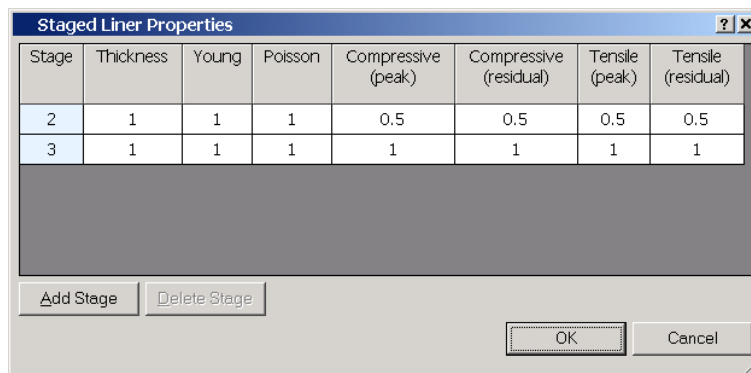 Staged Liner Properties
Stage Thickness Young Poisson Compressive (peak) Compressive (residual) Tensile (peak) Tensile (residual)
2 1 1 1 0.5 0.5 0.5 0.5
3 1 1 1 1 1 1 1
Add Stage Delete Stage
OK Cancel